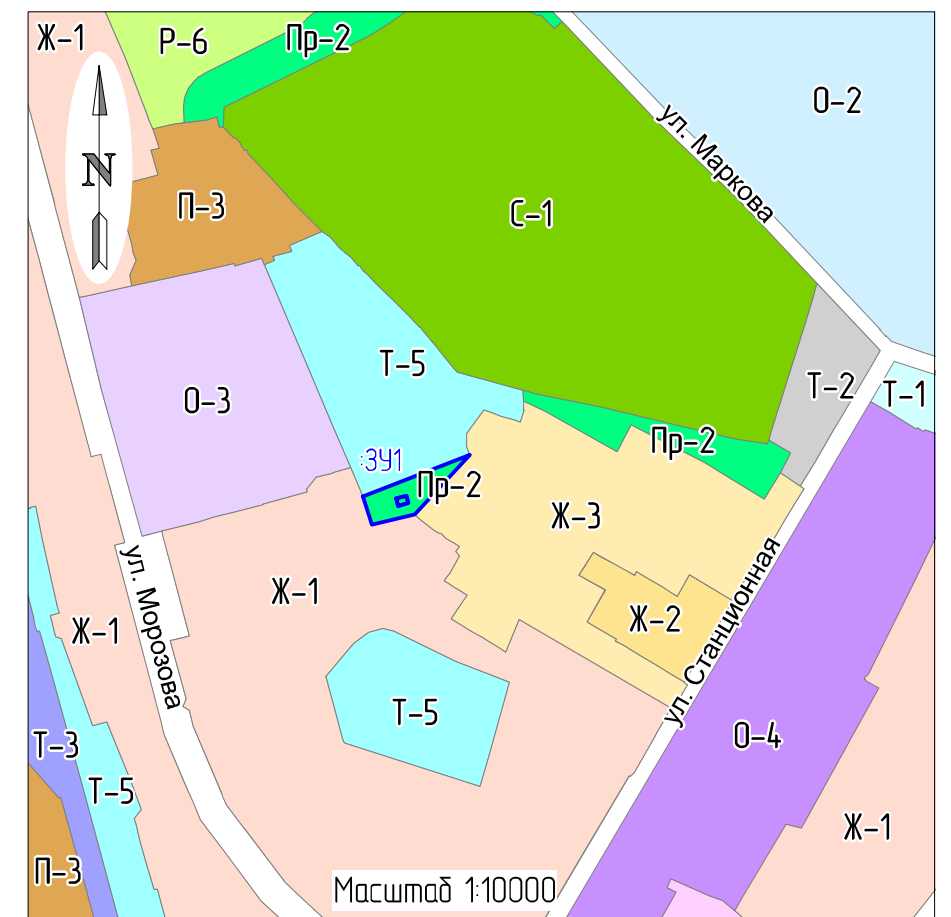 Ж-1
Р-6
Пр-2
О-2
ул. Маркова
N
П-3
С-1
Т-5
Т-2
Т-1
О-3
Пр-2
:ЗУ1
Пр-2
Ж-3
ул. Морозова
Ж-1
Ж-2
ул. Станционная
Ж-1
Т-5
О-4
Т-3
Т-5
Ж-1
П-3
Масштаб 1:10000